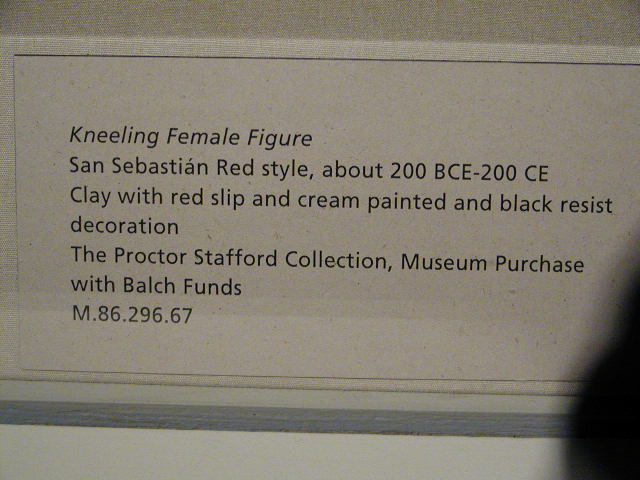 Kneeling Female Figure
San Sebastián Red style, about 200 BCE-200 CE
Clay with red slip and cream painted and black resist
decoration
The Proctor Stafford Collection, Museum Purchase
with Balch Funds
M.86.296.67